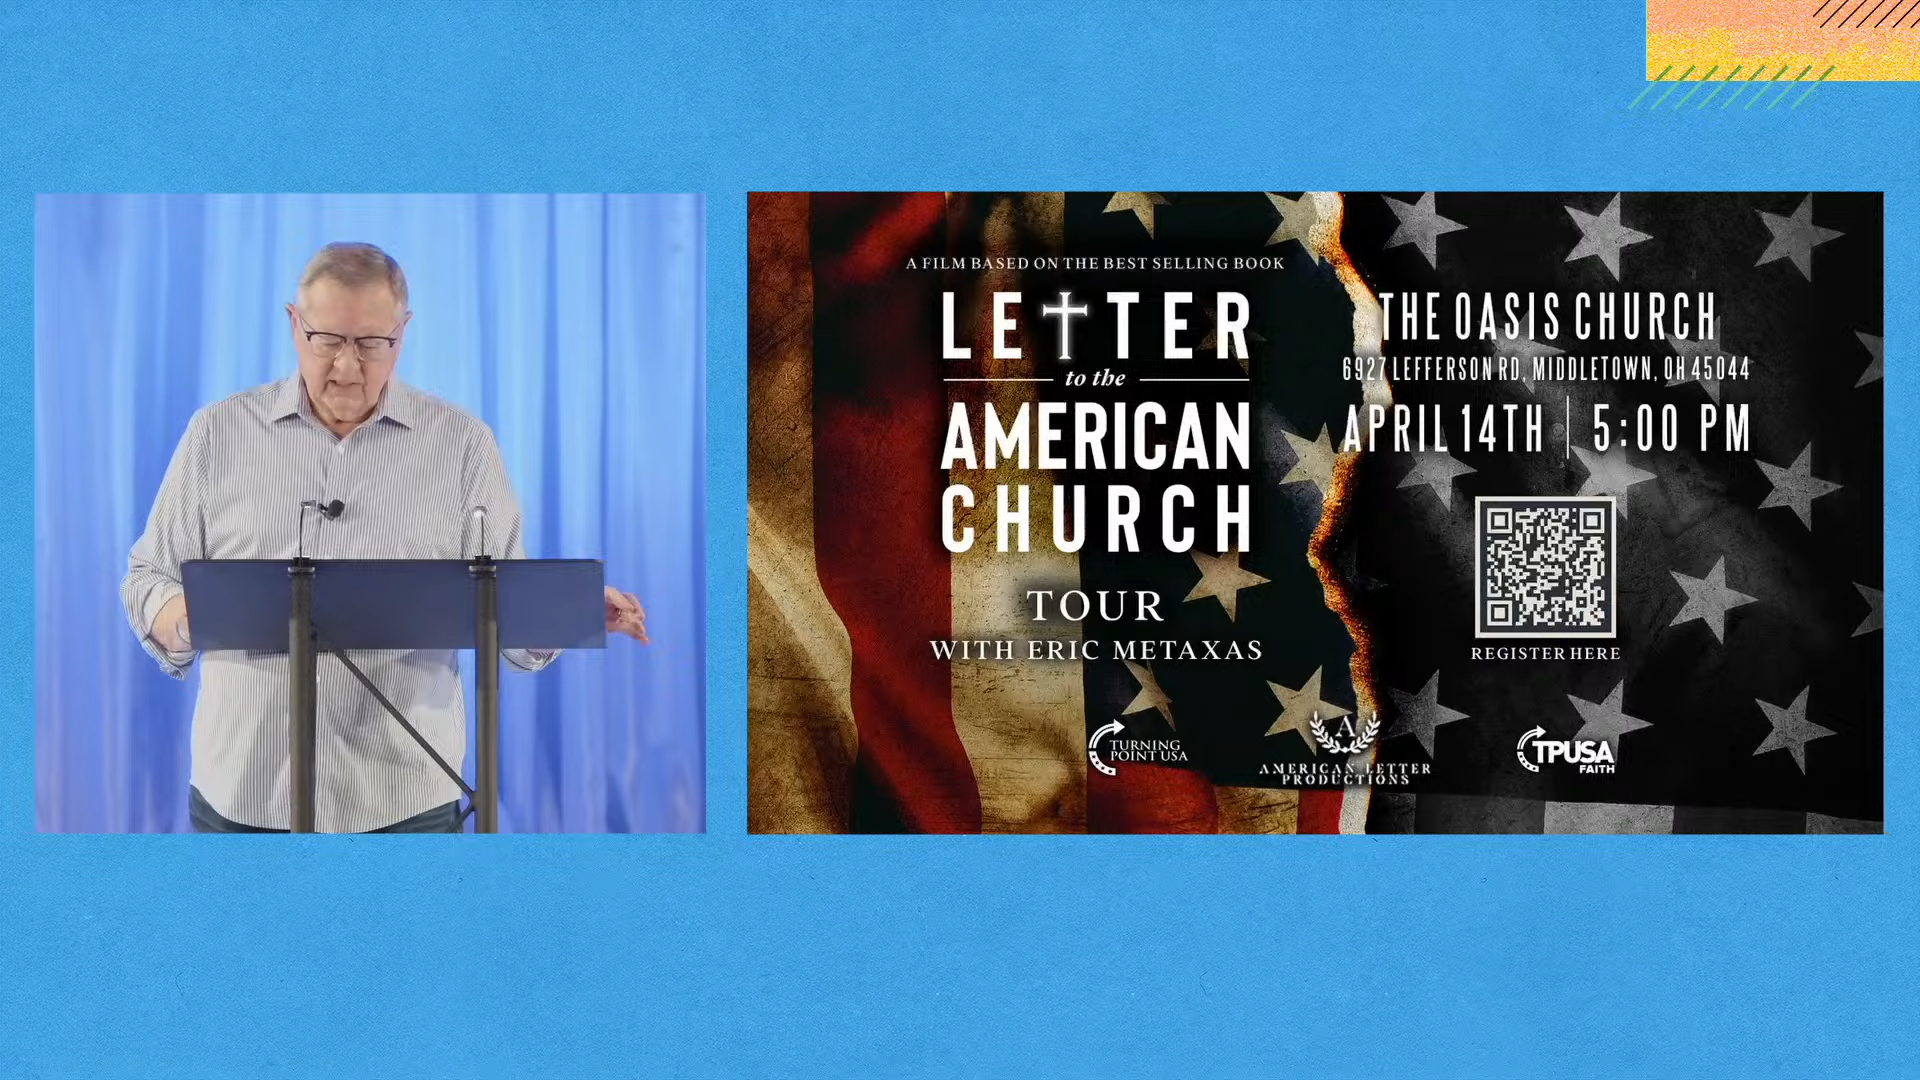 A FILM BASED ON THE BEST SELLING BOOK
LETTER
to the
AMERICAN
CHURCH
TOUR
WITH ERIC METAXAS
TURNING
POINT USA
A
AMERICAN LETTER
PRODUCTIONS
THE OASIS CHURCH
6927 LEFFERSON RD, MIDDLETOWN, OH 45044
APRIL 14TH | 5:00 PM
REGISTER HERE
TPUSA
FAITH